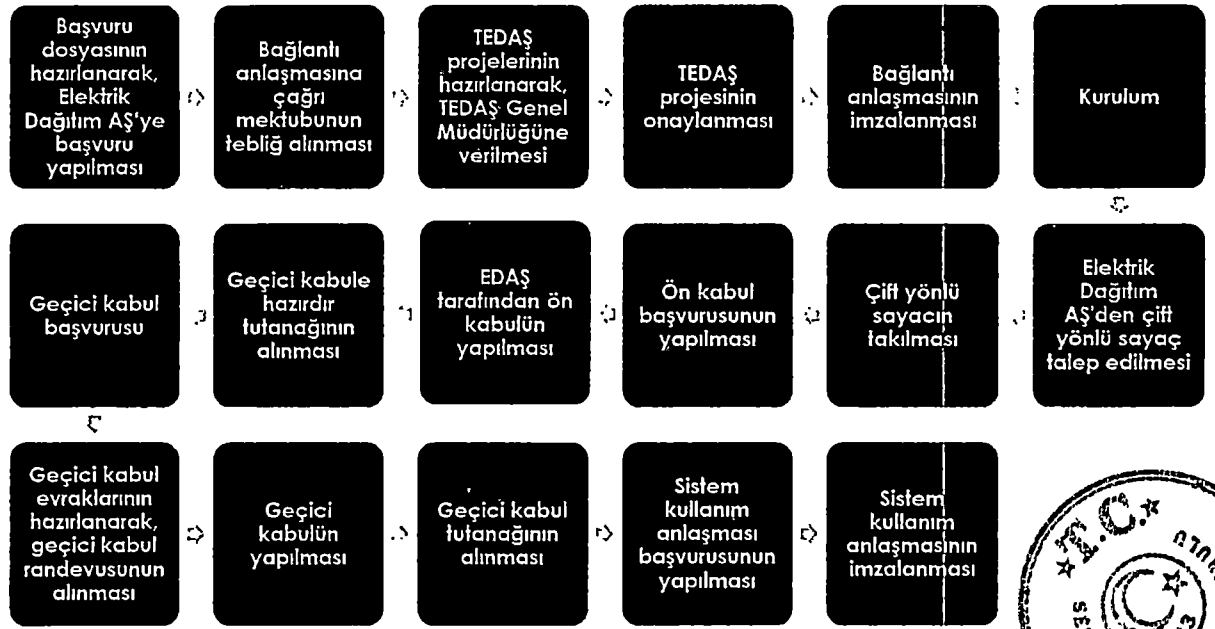 Başvuru
dosyasının
hazırlanarak,
Elektrik
Dağıtım AŞ'ye
başvuru
yapılması
Bağlantı
anlaşmasına
çağrı
mektubunun
tebliğ alınması
TEDAŞ
projelerinin
hazırlanarak,
TEDAŞ Genel
Müdürlüğüne
verilmesi
TEDAŞ
projesinin
onaylanması
Bağlantı
anlaşmasının
imzalanması
Kurulum
Elektrik
Dağıtım
AŞ'den çift
yönlü sayaç
talep edilmesi
Çift yönlü
sayacın
takılması
Ön kabul
başvurusunun
yapılması
EDAŞ
tarafından ön
kabulün
yapılması
Geçici kabule
hazırdır
tutanağının
alınması
Geçici kabul
başvurusu
Geçici kabul
evraklarının
hazırlanarak,
geçici kabul
randevusunun
alınması
Geçici
kabulün
yapılması
Geçici kabul
tutanağının
alınması
Sistem
kullanım
anlaşması
başvurusunun
yapılması
Sistem
kullanım
anlaşmasının
imzalanması
T.C.